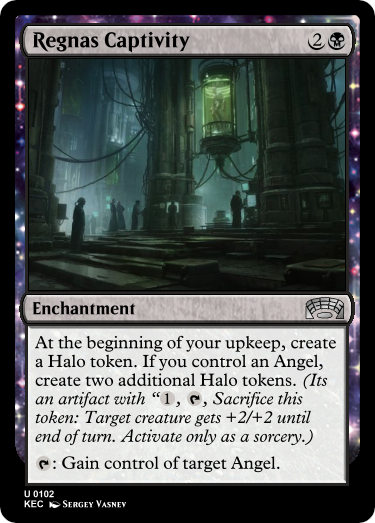 Regnas Captivity 2
Enchantment
At the beginning of your upkeep, create
a Halo token. If you control an Angel,
create two additional Halo tokens. (Its
an artifact with “1, , Sacrifice this
token: Target creature gets +2/+2 until
end of turn. Activate only as a sorcery.)
: Gain control of target Angel.
U 0102
KEC Sergey Vasnev